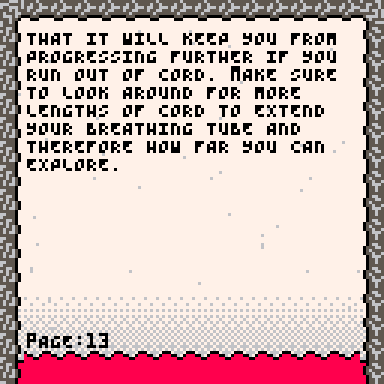 THAT IT WILL KEEP YOU FROM
PROGRESSING FURTHER IF YOU
RUN OUT OF CORD. MAKE SURE
TO LOOK AROUND FOR MORE
LENGTHS OF CORD TO EXTEND
YOUR BREATHING TUBE AND
THEREFORE HOW FAR YOU CAN
EXPLORE.
PAGE:13